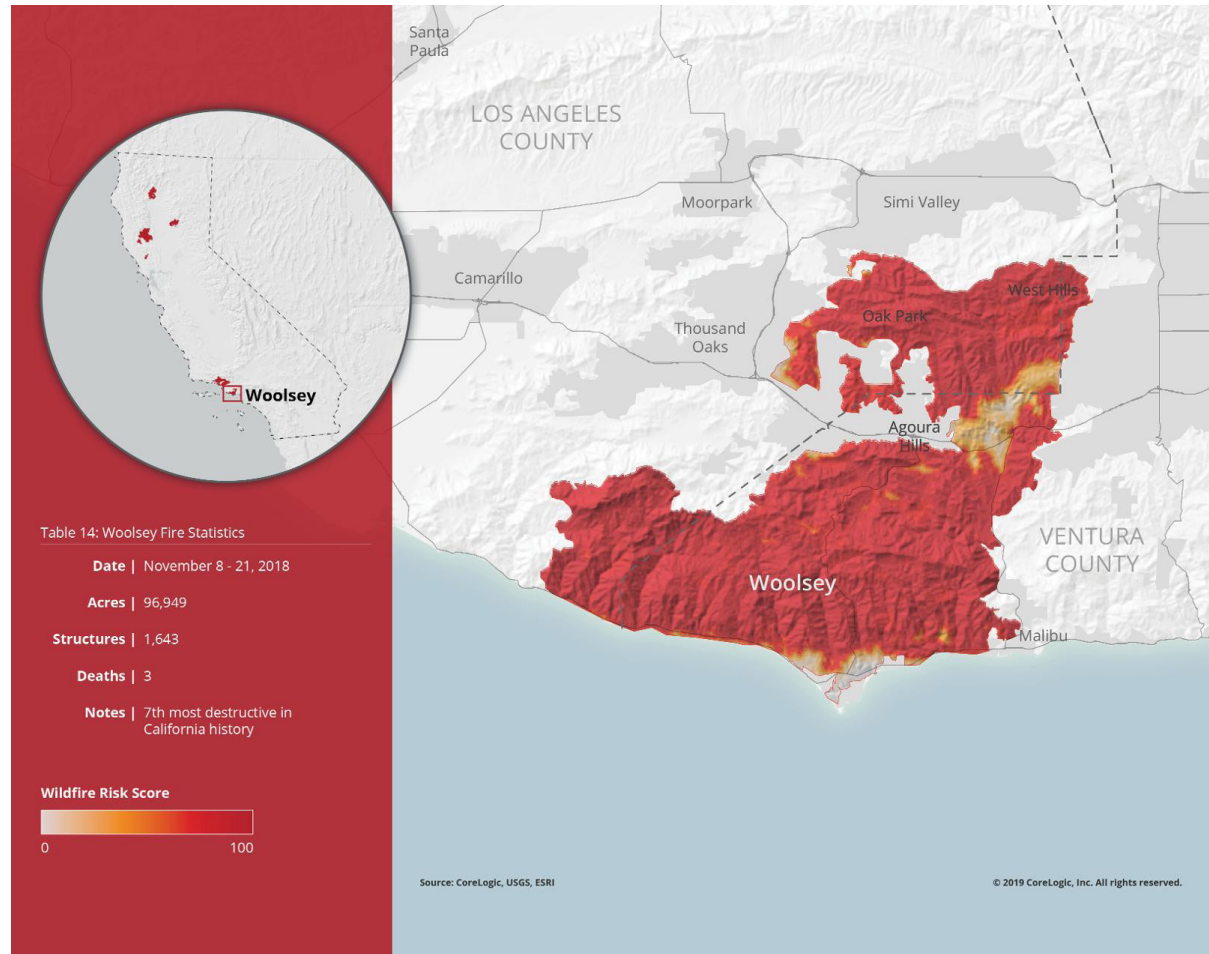 Santa
Paula
LOS ANGELES
COUNTY
Moorpark
Simi Valley
Camarillo
West Hills
Oak Park
Thousand
Oaks
Woolsey
Agoura
Hills
Table 14: Woolsey Fire Statistics
Date | November 8 - 21, 2018
Acres | 96,949
Structures | 1,643
Deaths | 3
Notes | 7th most destructive in
California history
VENTURA
COUNTY
Woolsey
Malibu
Wildfire Risk Score
0 100
Source: CoreLogic, USGS, ESRI
© 2019 CoreLogic, Inc. All rights reserved.